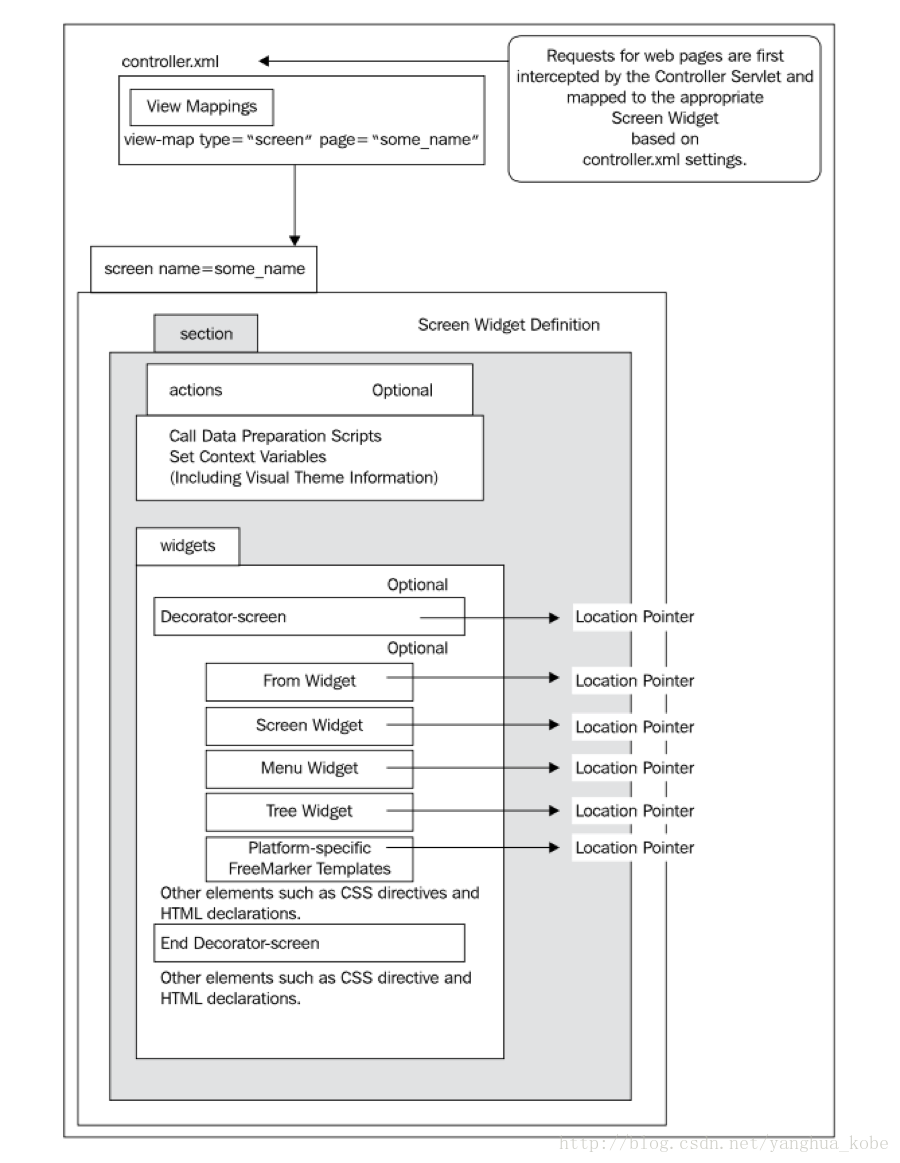 controller.xml
Requests for web pages are first
intercepted by the Controller Servlet and
mapped to the appropriate
Screen Widget
based on
controller.xml settings.
View Mappings
view-map type="screen" page="some_name"
screen name=some_name
Screen Widget Definition
section
actions Optional
Call Data Preparation Scripts
Set Context Variables
(Including Visual Theme Information)
widgets
Optional
Decorator-screen Location Pointer
Optional
From Widget Location Pointer
Screen Widget Location Pointer
Menu Widget Location Pointer
Tree Widget Location Pointer
Platform-specific Location Pointer
FreeMarker Templates
Other elements such as CSS directives and
HTML declarations.
End Decorator-screen
Other elements such as CSS directive and
HTML declarations.
http://blog.csdn.net/yanghua_kobe